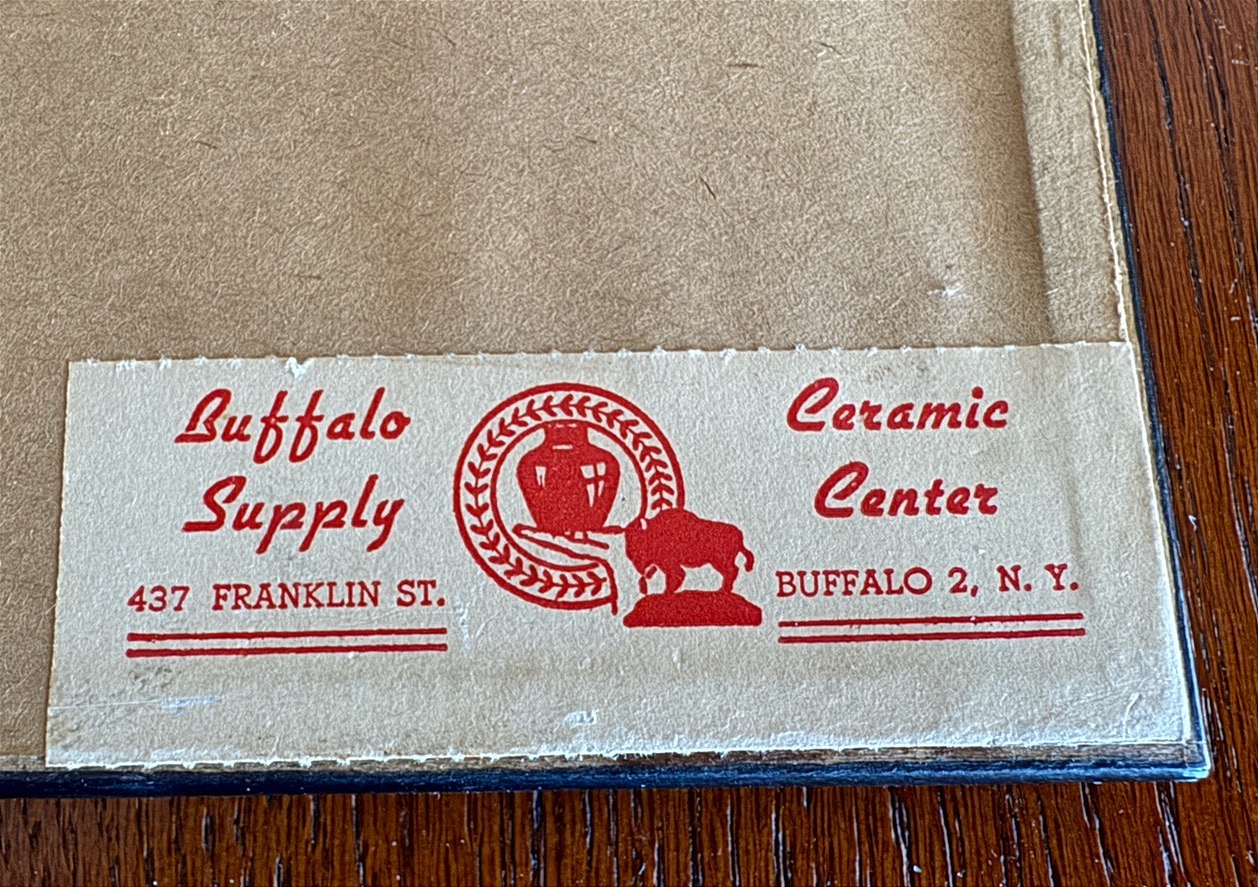 Buffalo
Supply
437 FRANKLIN ST.
Ceramic
Center
BUFFALO 2, N. Y.